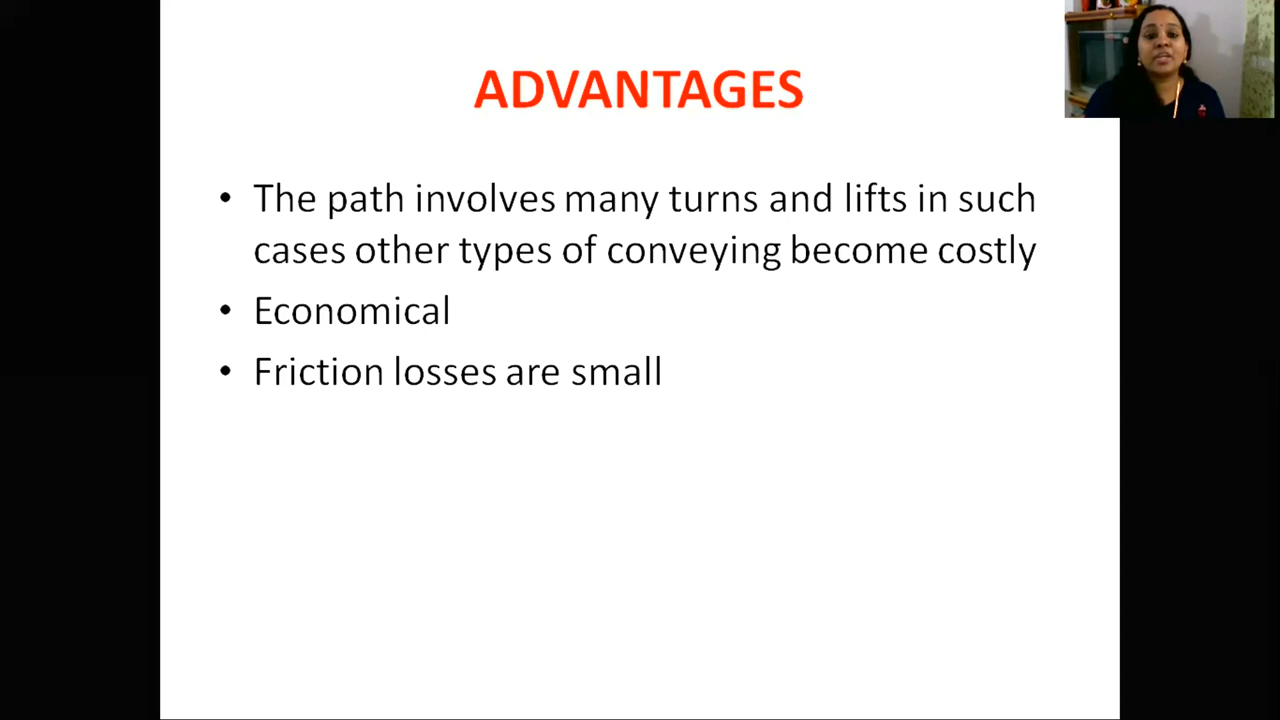 ADVANTAGES
• The path involves many turns and lifts in such
cases other types of conveying become costly
• Economical
• Friction losses are small